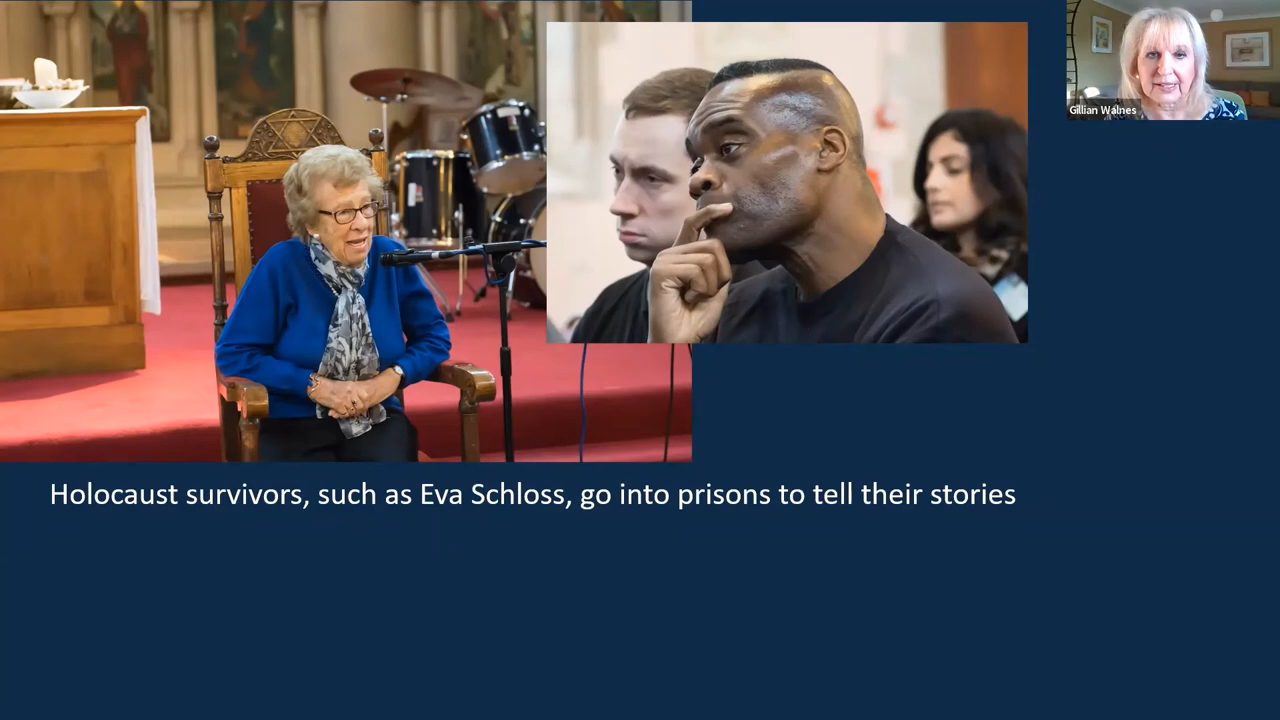 Gillian Walnes
Holocaust survivors, such as Eva Schloss, go into prisons to tell their stories